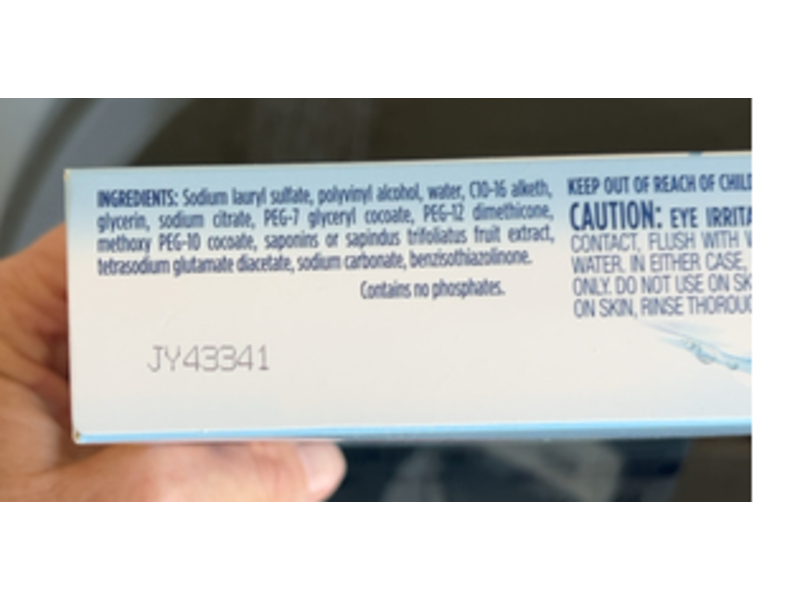 INGREDIENTS: Sodium lauryl sulfate, polyvinyl alcohol, water, C10-16 alketh,
glycerin, sodium citrate, PEG-7 glyceryl cocoate, PEG-12 dimethicone,
methoxy PEG-10 cocoate, saponins or sapindus trifoliatus fruit extract,
tetrasodium glutamate diacetate, sodium carbonate, benzisothiazolinone.
Contains no phosphates.
JY43341
KEEP OUT OF REACH OF CHILD
CAUTION: EYE IRRITA
CONTACT, FLUSH WITH W
WATER. IN EITHER CASE,
ONLY. DO NOT USE ON SK
ON SKIN, RINSE THOROUG